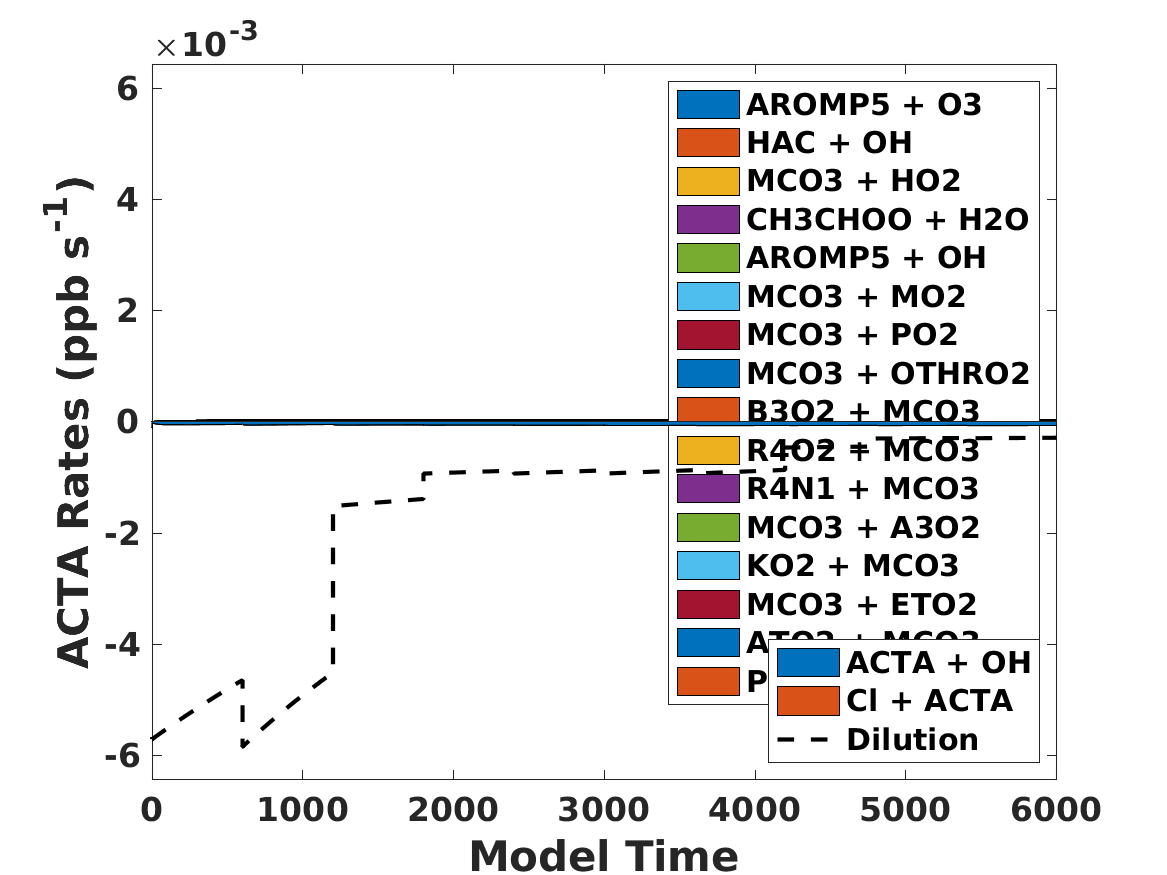 ×10-3
6
4
2
0
-2
-4
-6
ACTA Rates (ppb s-1)
AROMP5 + O3
HAC + OH
MCO3 + HO2
CH3CHOO + H2O
AROMP5 + OH
MCO3 + MO2
MCO3 + PO2
MCO3 + OTHRO2
B3O2 + MCO3
R4O2 + MCO3
R4N1 + MCO3
MCO3 + A3O2
KO2 + MCO3
MCO3 + ETO2
ATO2 + MCO3
P
ACTA + OH
Cl + ACTA
Dilution
0 1000 2000 3000 4000 5000 6000
Model Time